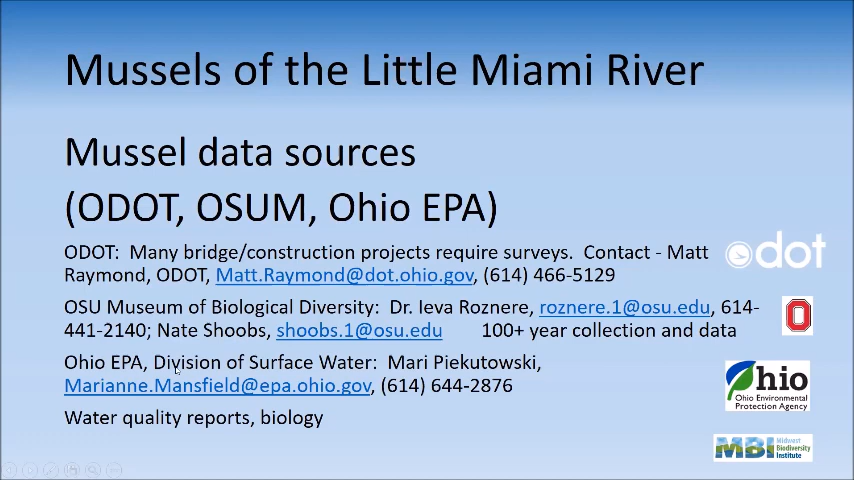 Mussels of the Little Miami River
Mussel data sources
(ODOT, OSUM, Ohio EPA)
ODOT:  Many bridge/construction projects require surveys.  Contact - Matt
Raymond, ODOT, Matt.Raymond@dot.ohio.gov, (614) 466-5129
odot
OSU Museum of Biological Diversity:  Dr. Ieva Roznere, roznere.1@osu.edu, 614-
441-2140; Nate Shoobs, shoobs.1@osu.edu      100+ year collection and data
O
Ohio EPA, Division of Surface Water:  Mari Piekutowski,
Marianne.Mansfield@epa.ohio.gov, (614) 644-2876
Ohio
Ohio Environmental
Protection Agency
Water quality reports, biology
MBI Midwest
Biodiversity
Institute